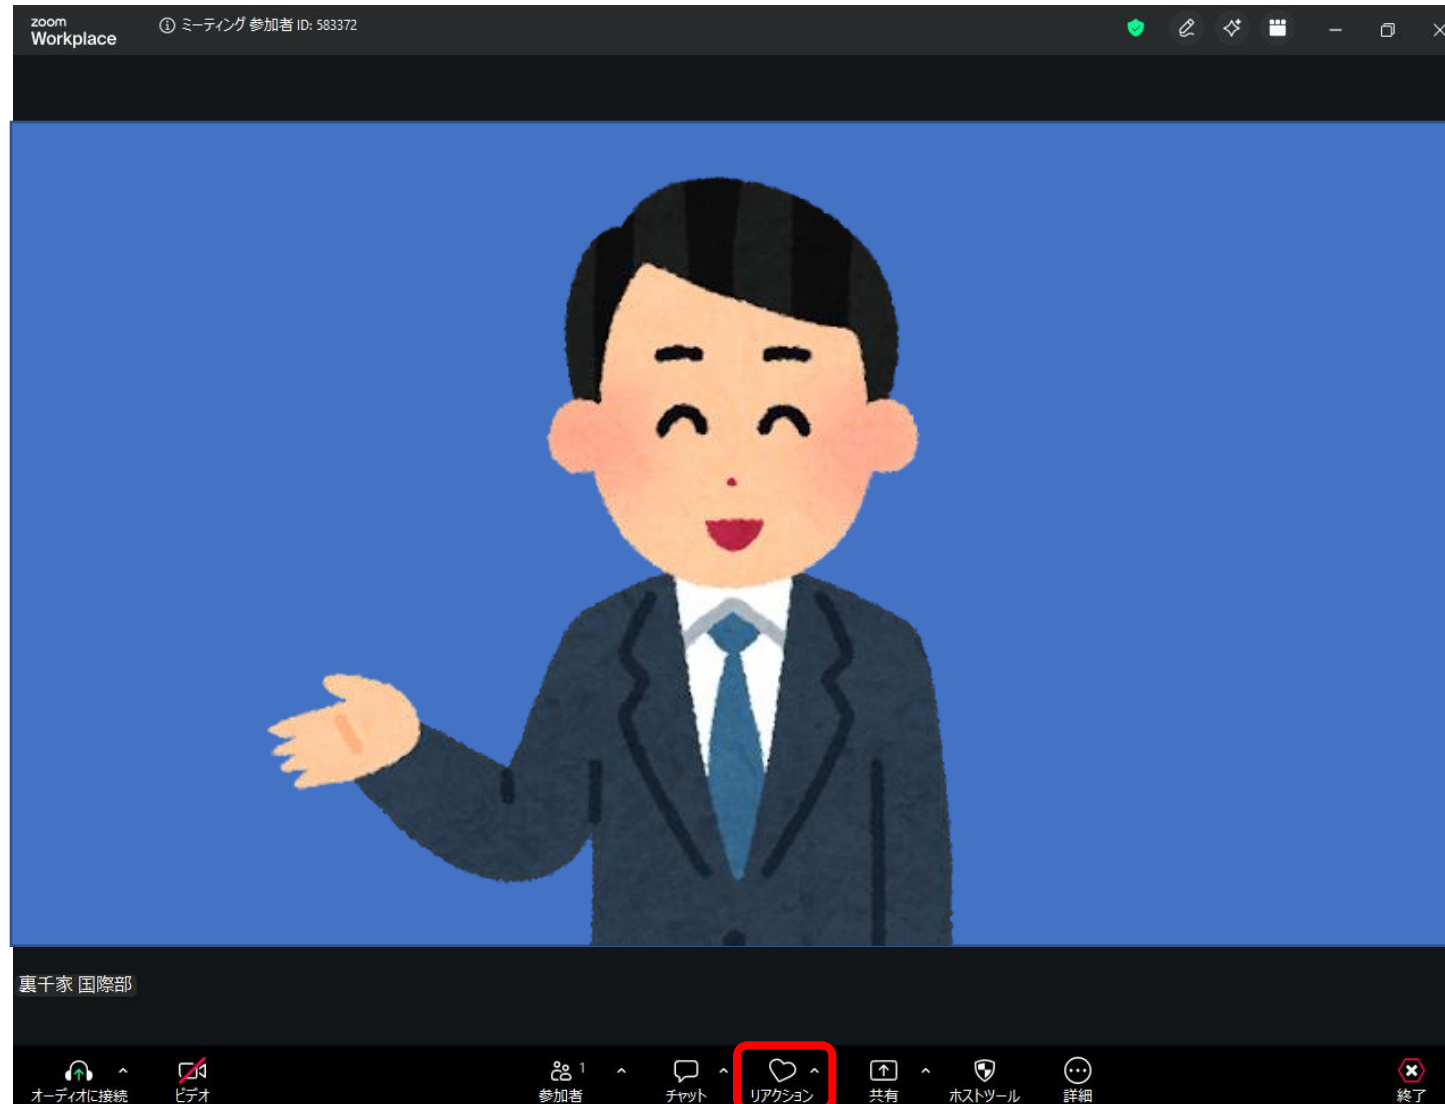 zoom
Workplace
ミーティング 参加者 ID: 583372
裏千家 国際部
オーディオに接続
ビデオ
1
参加者
チャット
リアクション
共有
ホストツール
詳細
終了